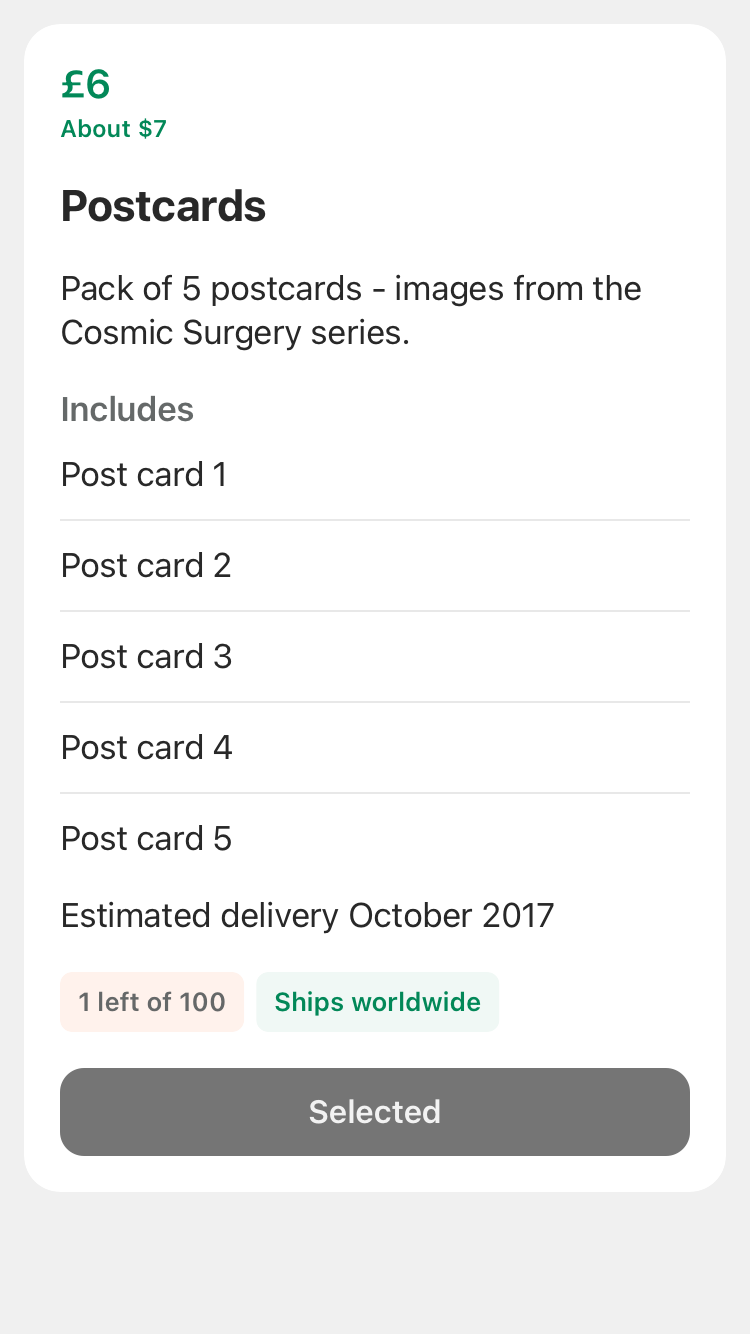 £6
About $7
Postcards
Pack of 5 postcards - images from the
Cosmic Surgery series.
Includes
Post card 1
Post card 2
Post card 3
Post card 4
Post card 5
Estimated delivery October 2017
1 left of 100
Ships worldwide
Selected